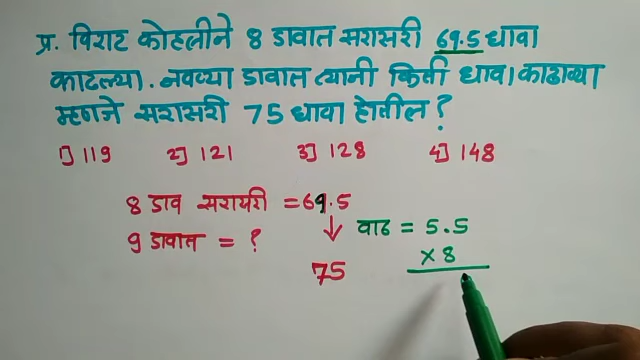 प्र. विराट कोहलीने 8 डावात सरासरी 69.5 धावा
काढल्या. नवव्या डावात त्यानी किती धावा काढाव्या
म्हणजे सरासरी 75 धावा होतील ?
1] 119 2] 121 3] 128 4] 148
8 डाव सरासरी = 69.5
↓ वाढ = 5.5
9 डावात = ?
× 8
75